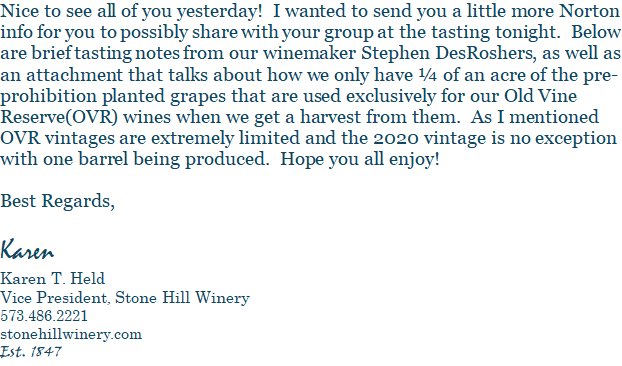 Nice to see all of you yesterday!  I wanted to send you a little more Norton
info for you to possibly share with your group at the tasting tonight.  Below
are brief tasting notes from our winemaker Stephen DesRoshers, as well as
an attachment that talks about how we only have ¼ of an acre of the pre-
prohibition planted grapes that are used exclusively for our Old Vine
Reserve(OVR) wines when we get a harvest from them.  As I mentioned
OVR vintages are extremely limited and the 2020 vintage is no exception
with one barrel being produced.  Hope you all enjoy!
Best Regards,
Karen
Karen T. Held
Vice President, Stone Hill Winery
573.486.2221
stonehillwinery.com
Est. 1847